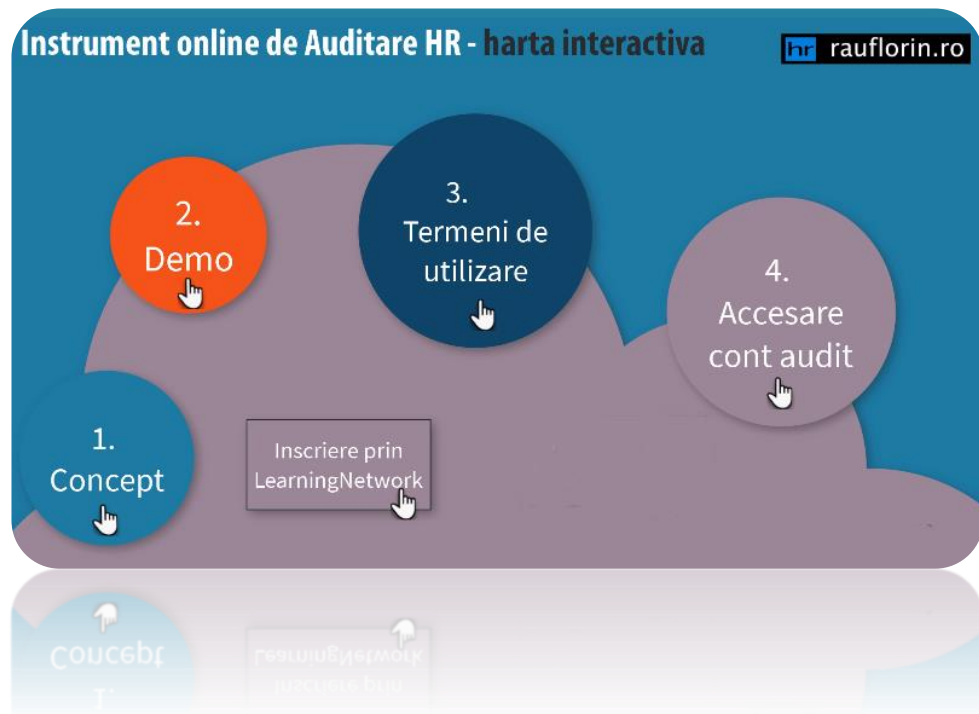 Instrument online de Auditare HR - harta interactiva
hr rauflorin.ro
2.
Demo
3.
Termeni de
utilizare
4.
Accesare
cont audit
1.
Concept
Inscriere prin
LearningNetwork